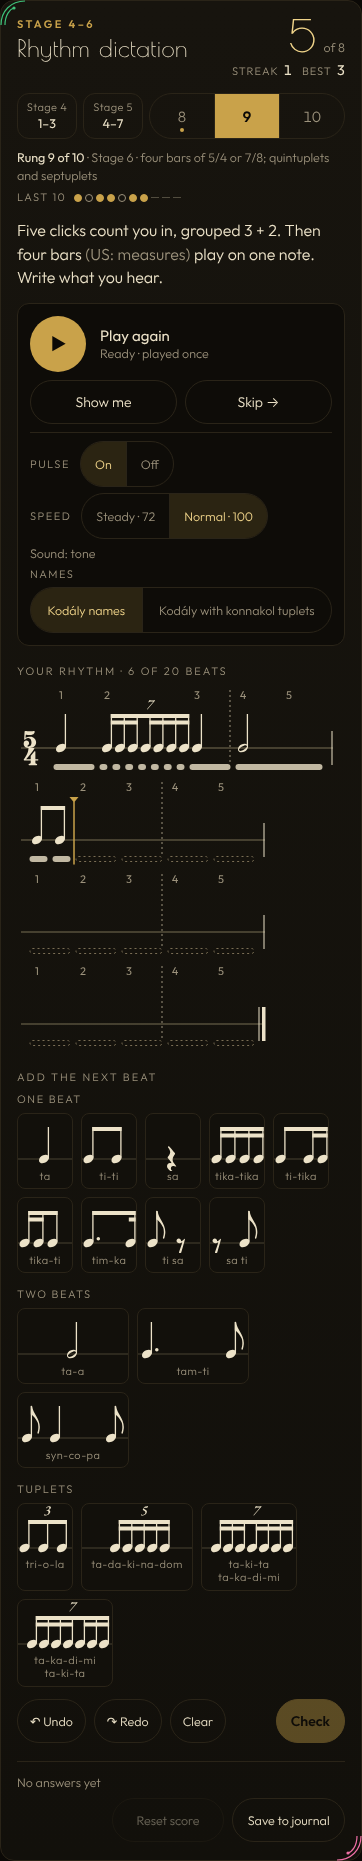 STAGE 4–6
Rhythm dictation
5 of 8
STREAK 1 BEST 3
Stage 4
1–3
Stage 5
4–7
8
9
10
Rung 9 of 10 · Stage 6 · four bars of 5/4 or 7/8; quintuplets
and septuplets
LAST 10
Five clicks count you in, grouped 3 + 2. Then
four bars (US: measures) play on one note.
Write what you hear.
Play again
Ready · played once
Show me
Skip →
PULSE
On
Off
SPEED
Steady · 72
Normal · 100
Sound: tone
NAMES
Kodály names
Kodály with konnakol tuplets
YOUR RHYTHM · 6 OF 20 BEATS
1 2 3 4 5
7
5
4
1 2 3 4 5
1 2 3 4 5
1 2 3 4 5
ADD THE NEXT BEAT
ONE BEAT
ta
ti-ti
sa
tika-tika
ti-tika
tika-ti
tim-ka
ti sa
sa ti
TWO BEATS
ta-a
tam-ti
syn-co-pa
TUPLETS
3
tri-o-la
5
ta-da-ki-na-dom
7
ta-ki-ta
ta-ka-di-mi
7
ta-ka-di-mi
ta-ki-ta
↶ Undo
↷ Redo
Clear
Check
No answers yet
Reset score
Save to journal